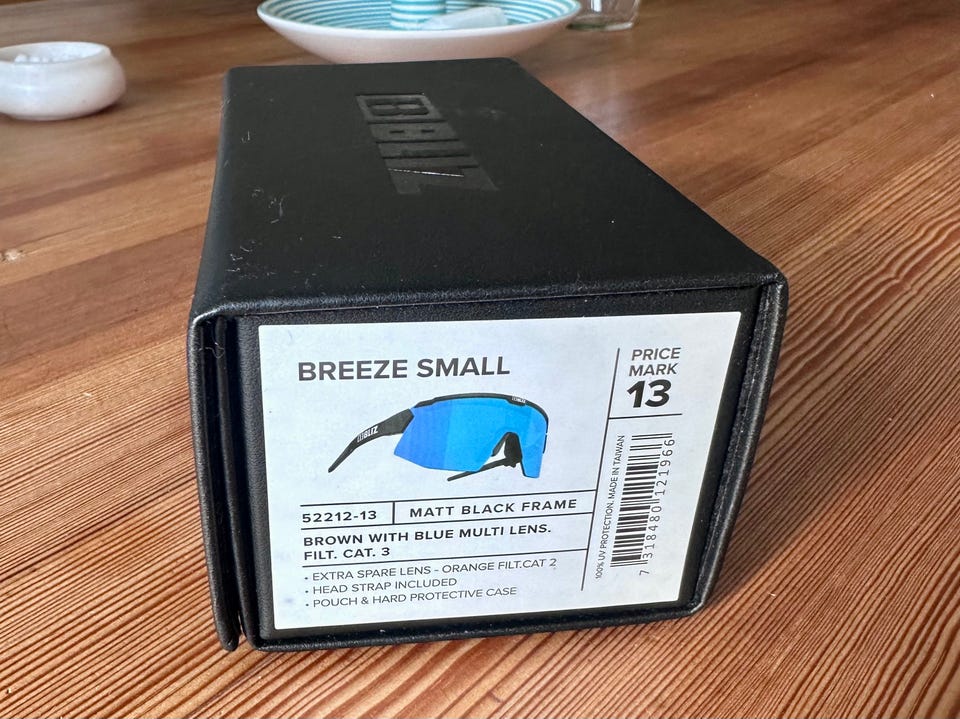 BLIZ
BREEZE SMALL
PRICE
MARK
13
BLIZ
BLIZ
52212-13
MATT BLACK FRAME
BROWN WITH BLUE MULTI LENS.
FILT. CAT. 3
• EXTRA SPARE LENS - ORANGE FILT.CAT 2
• HEAD STRAP INCLUDED
• POUCH & HARD PROTECTIVE CASE
100% UV PROTECTION. MADE IN TAIWAN
7 318480 121966